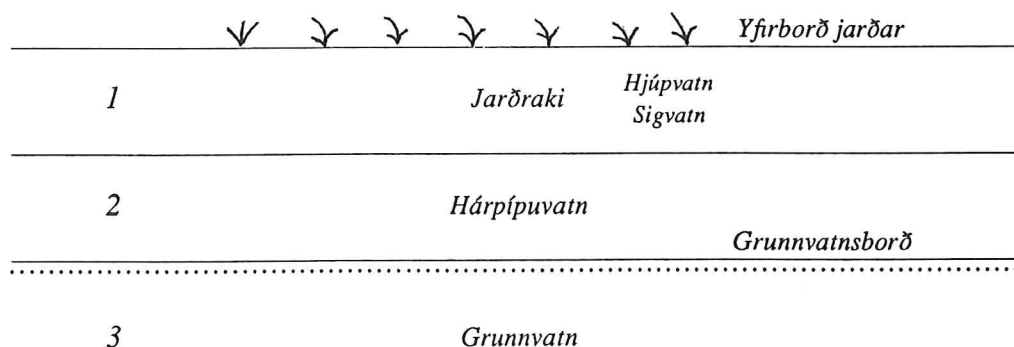 Yfirborð jarðar
1 Jarðraki Hjúpvatn
Sigvatn
2 Hárpípuvatn
Grunnvatnsborð
3 Grunnvatn